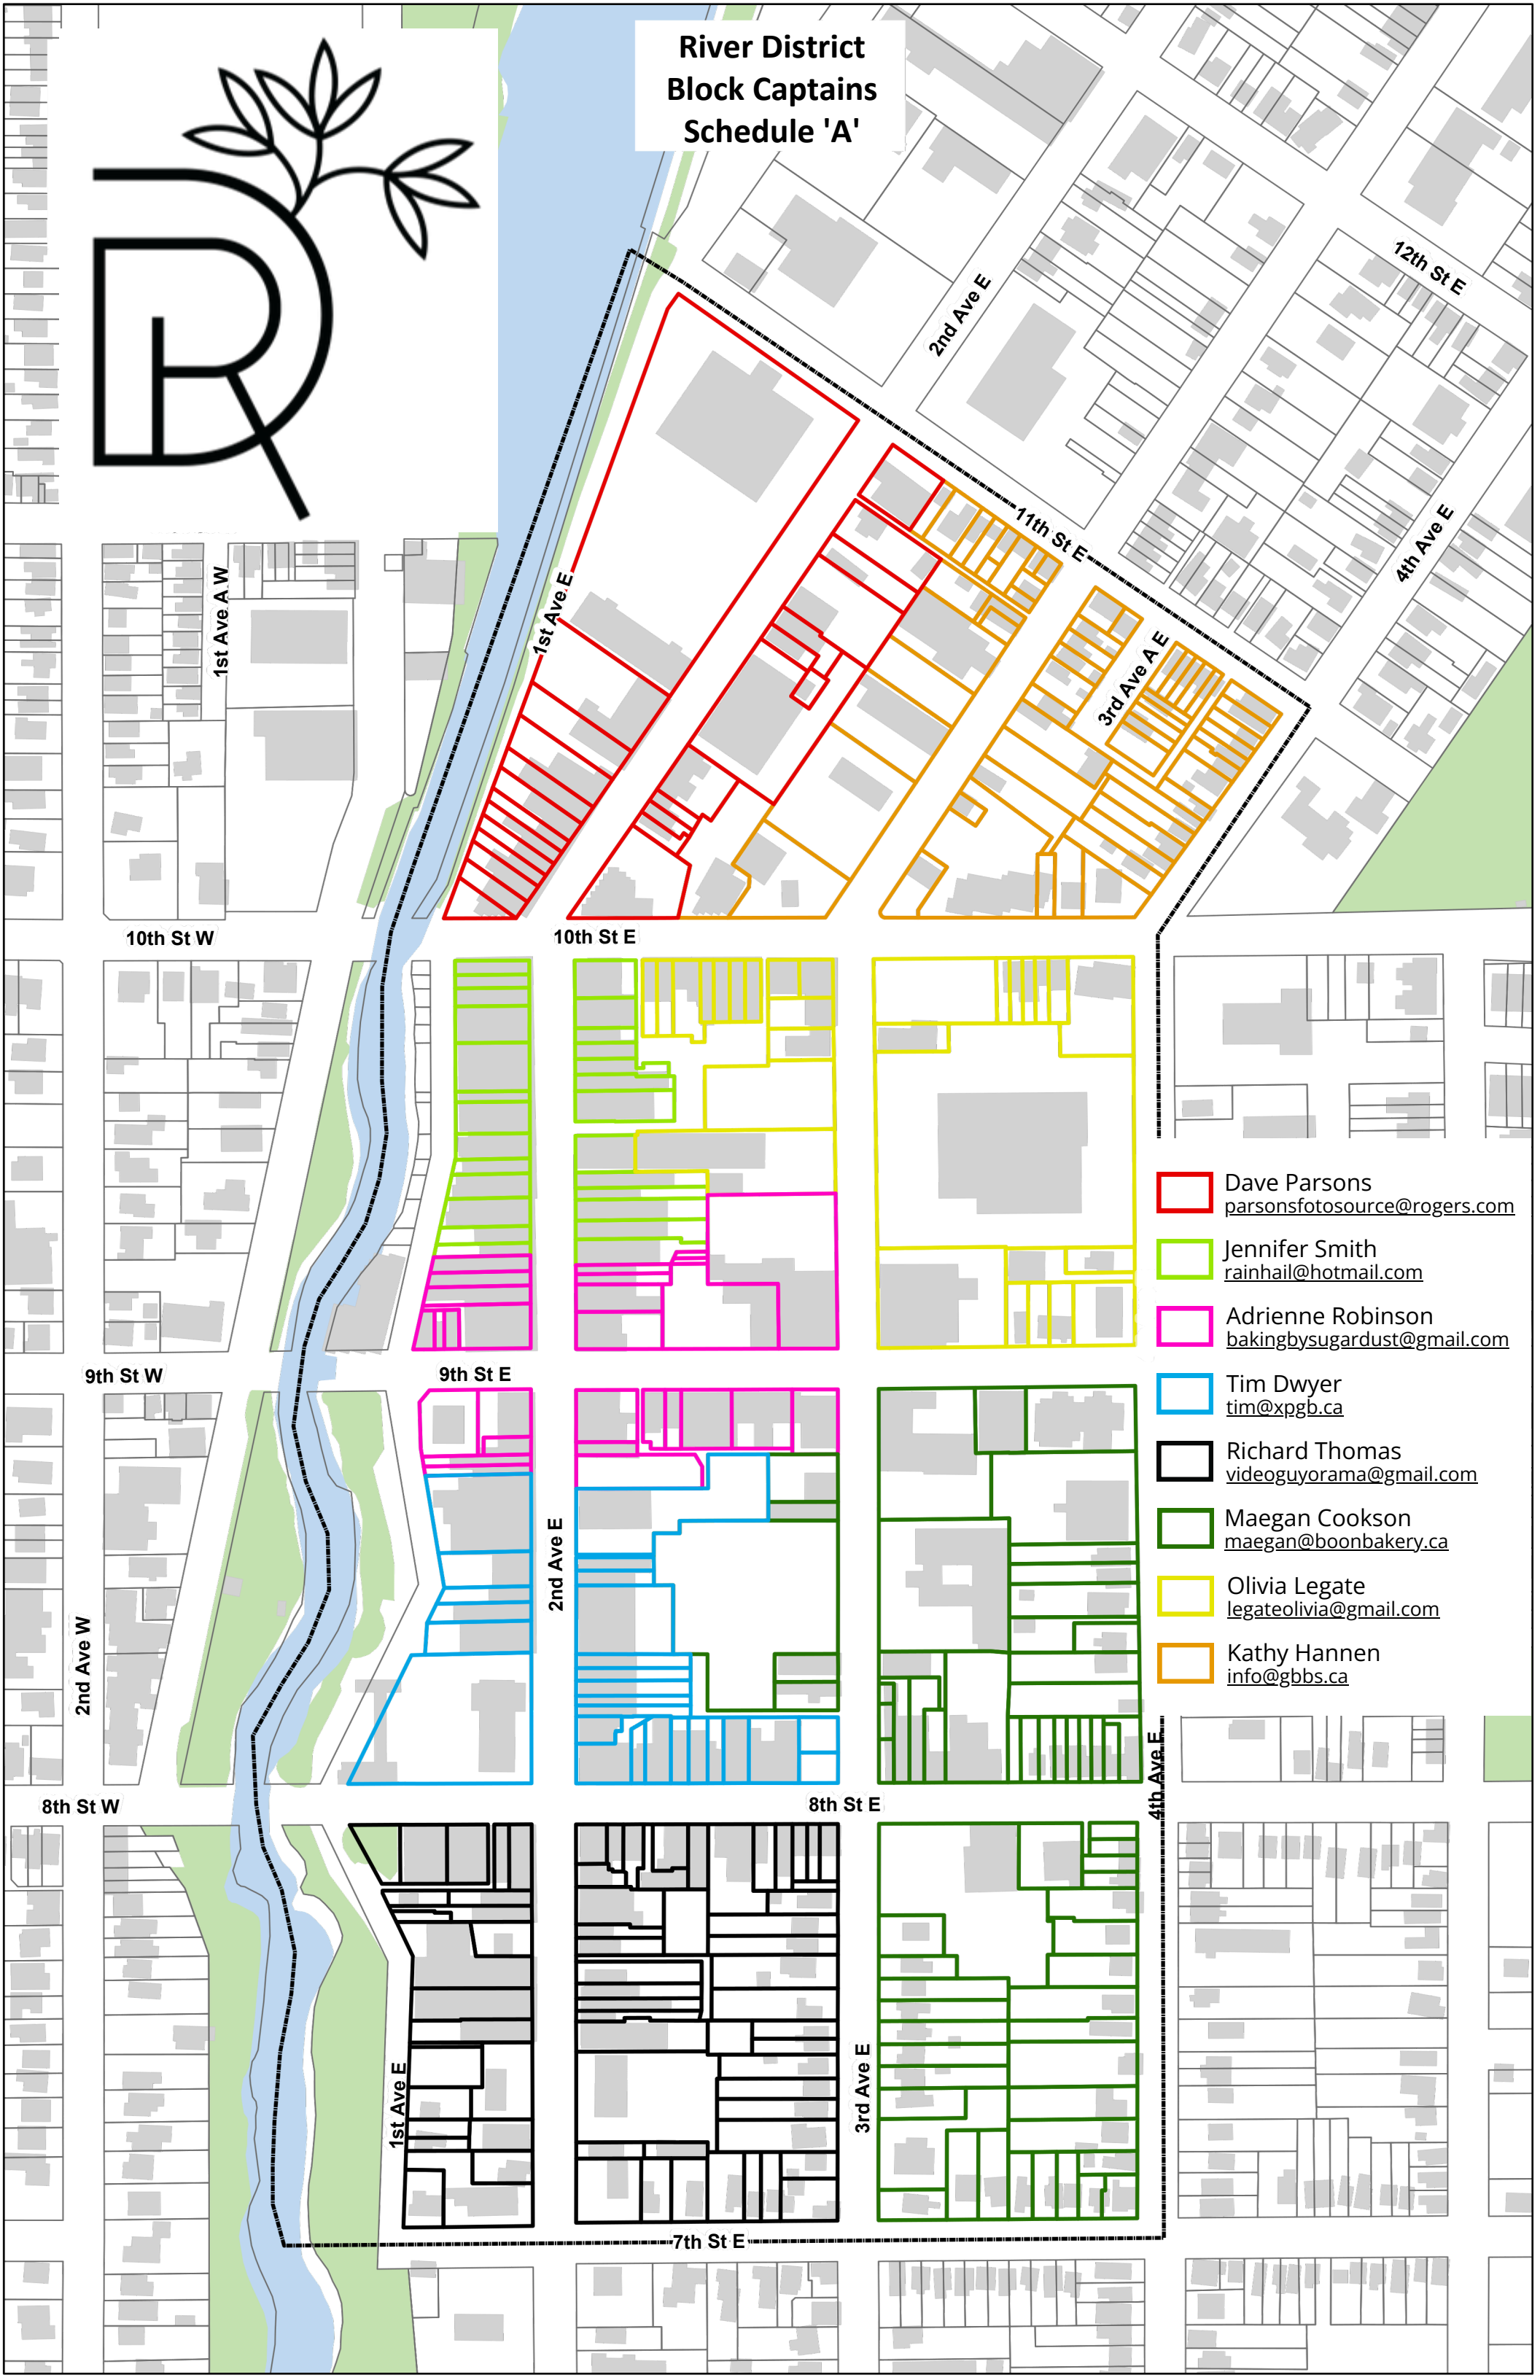 River District
Block Captains
Schedule 'A'
12th St E
2nd Ave E
11th St E
4th Ave E
1st Ave A W
1st Ave E
3rd Ave A E
10th St W
10th St E
Dave Parsons
parsonsfotosource@rogers.com
Jennifer Smith
rainhail@hotmail.com
Adrienne Robinson
bakingbysugardust@gmail.com
9th St W
9th St E
Tim Dwyer
tim@xpgb.ca
Richard Thomas
videoguyorama@gmail.com
Maegan Cookson
maegan@boonbakery.ca
2nd Ave E
Olivia Legate
legateolivia@gmail.com
2nd Ave W
Kathy Hannen
info@gbbs.ca
4th Ave E
8th St W
8th St E
1st Ave E
3rd Ave E
7th St E